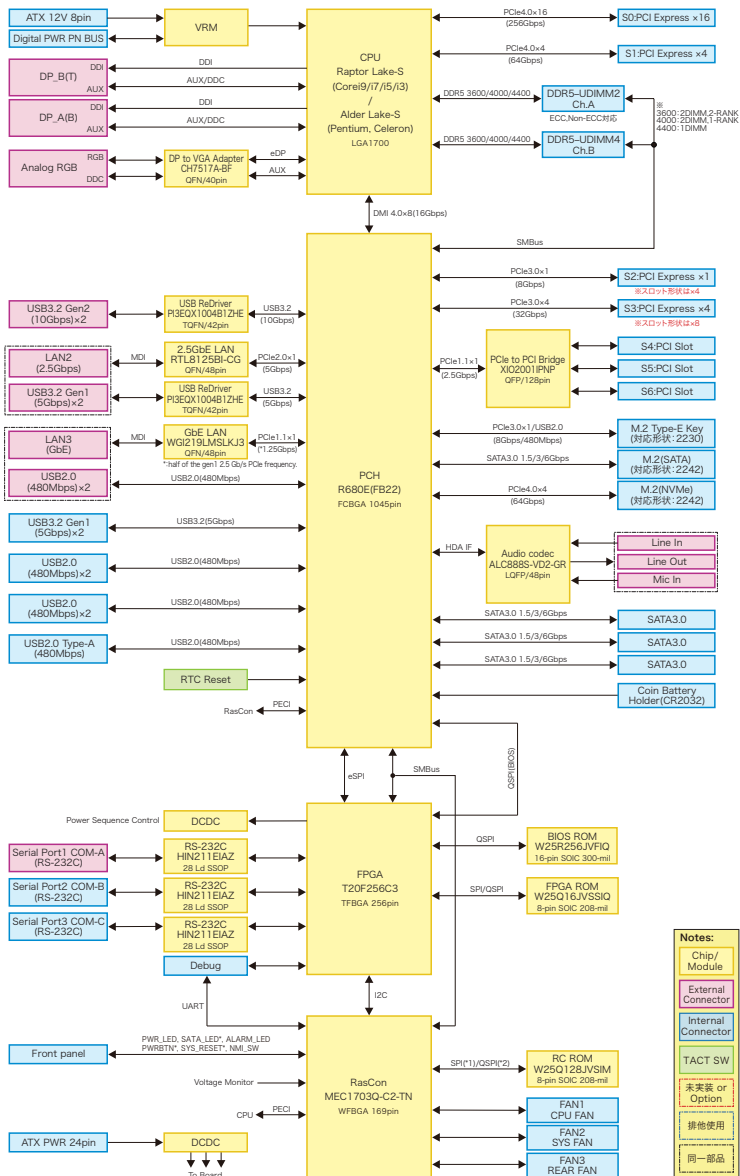 ATX 12V 8pin
Digital PWR PN BUS
VRM
DP_B(T)
DDI
AUX
DDI
AUX/DDC
DP_A(B)
DDI
AUX
DDI
AUX/DDC
Analog RGB
RGB
DDC
DP to VGA Adapter
CH7517A-BF
QFN/40pin
eDP
AUX
CPU
Raptor Lake-S
(Corei9/i7/i5/i3)
/
Alder Lake-S
(Pentium, Celeron)
LGA1700
PCIe4.0×16
(256Gbps)
S0:PCI Express ×16
PCIe4.0×4
(64Gbps)
S1:PCI Express ×4
DDR5 3600/4000/4400
DDR5-UDIMM2
Ch.A
ECC,Non-ECC対応
DDR5 3600/4000/4400
DDR5-UDIMM4
Ch.B
※
3600:2DIMM,2-RANK
4000:2DIMM,1-RANK
4400:1DIMM
DMI 4.0×8(16Gbps)
SMBus
USB3.2 Gen2
(10Gbps)×2
USB ReDriver
PI3EQX1004B1ZHE
TQFN/42pin
USB3.2
(10Gbps)
LAN2
(2.5Gbps)
MDI
2.5GbE LAN
RTL8125BI-CG
QFN/48pin
PCIe2.0×1
(5Gbps)
USB3.2 Gen1
(5Gbps)×2
USB ReDriver
PI3EQX1004B1ZHE
TQFN/42pin
USB3.2
(5Gbps)
LAN3
(GbE)
MDI
GbE LAN
WGI219LMSLKJ3
QFN/48pin
PCIe1.1×1
(*1.25Gbps)
*:half of the gen1 2.5 Gb/s PCIe frequency.
USB2.0
(480Mbps)×2
USB2.0(480Mbps)
USB3.2 Gen1
(5Gbps)×2
USB3.2(5Gbps)
USB2.0
(480Mbps)×2
USB2.0(480Mbps)
USB2.0
(480Mbps)×2
USB2.0(480Mbps)
USB2.0 Type-A
(480Mbps)
USB2.0(480Mbps)
RTC Reset
RasCon
PECI
PCH
R680E(FB22)
FCBGA 1045pin
PCIe3.0×1
(8Gbps)
S2:PCI Express ×1
※スロット形状は×4
PCIe3.0×4
(32Gbps)
S3:PCI Express ×4
※スロット形状は×8
PCIe1.1×1
(2.5Gbps)
PCIe to PCI Bridge
XIO2001IPNP
QFP/128pin
S4:PCI Slot
S5:PCI Slot
S6:PCI Slot
PCIe3.0×1/USB2.0
(8Gbps/480Mbps)
M.2 Type-E Key
(対応形状:2230)
SATA3.0 1.5/3/6Gbps
M.2(SATA)
(対応形状:2242)
PCIe4.0×4
(64Gbps)
M.2(NVMe)
(対応形状:2242)
HDA IF
Audio codec
ALC888S-VD2-GR
LQFP/48pin
Line In
Line Out
Mic In
SATA3.0 1.5/3/6Gbps
SATA3.0
SATA3.0 1.5/3/6Gbps
SATA3.0
SATA3.0 1.5/3/6Gbps
SATA3.0
Coin Battery
Holder(CR2032)
eSPI
SMBus
QSPI(BIOS)
Power Sequence Control
DCDC
Serial Port1 COM-A
(RS-232C)
RS-232C
HIN211EIAZ
28 Ld SSOP
Serial Port2 COM-B
(RS-232C)
RS-232C
HIN211EIAZ
28 Ld SSOP
Serial Port3 COM-C
(RS-232C)
RS-232C
HIN211EIAZ
28 Ld SSOP
Debug
FPGA
T20F256C3
TFBGA 256pin
QSPI
BIOS ROM
W25R256JVFIQ
16-pin SOIC 300-mil
SPI/QSPI
FPGA ROM
W25Q16JVSSIQ
8-pin SOIC 208-mil
UART
I2C
Front panel
PWR_LED, SATA_LED*, ALARM_LED
PWRBTN*, SYS_RESET*, NMI_SW
Voltage Monitor
CPU
PECI
ATX PWR 24pin
DCDC
To Board
RasCon
MEC1703Q-C2-TN
WFBGA 169pin
SPI(*1)/QSPI(*2)
RC ROM
W25Q128JVSIM
8-pin SOIC 208-mil
FAN1
CPU FAN
FAN2
SYS FAN
FAN3
REAR FAN
Notes:
Chip/
Module
External
Connector
Internal
Connector
TACT SW
未実装 or
Option
排他使用
同一部品